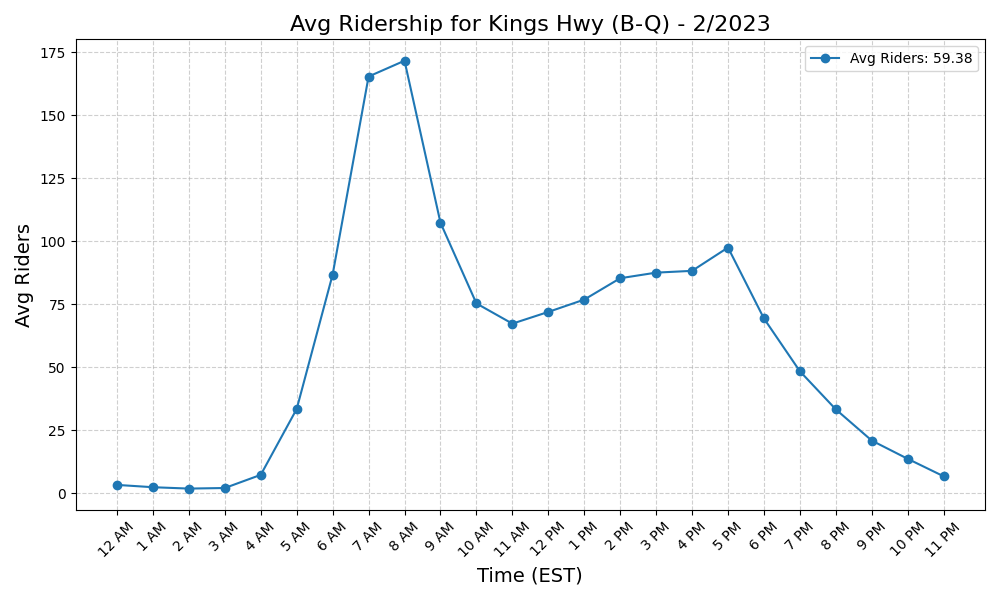 Avg Ridership for Kings Hwy (B-Q) - 2/2023
Avg Riders: 59.38
Avg Riders
175
150
125
100
75
50
25
0
12 AM
1 AM
2 AM
3 AM
4 AM
5 AM
6 AM
7 AM
8 AM
9 AM
10 AM
11 AM
12 PM
1 PM
2 PM
3 PM
4 PM
5 PM
6 PM
7 PM
8 PM
9 PM
10 PM
11 PM
Time (EST)